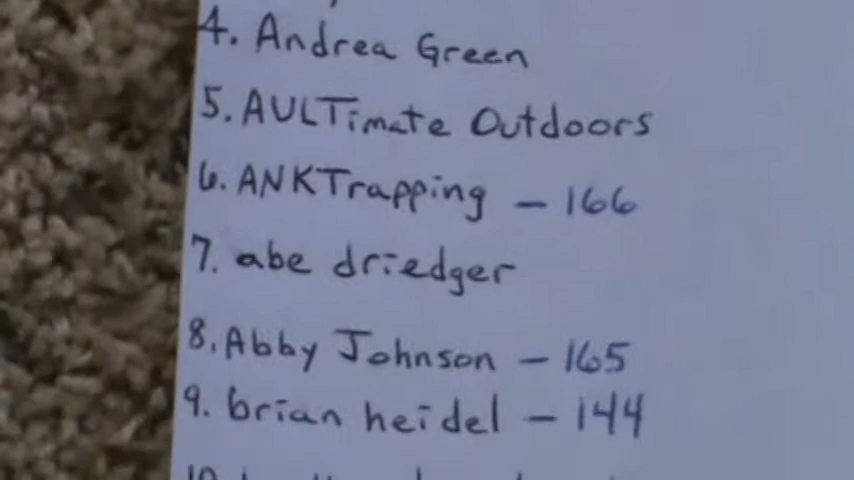 4. Andrea Green
5. AULTimate Outdoors
6. ANKTrapping - 166
7. abe driedger
8. Abby Johnson - 165
9. brian heidel - 144
10.